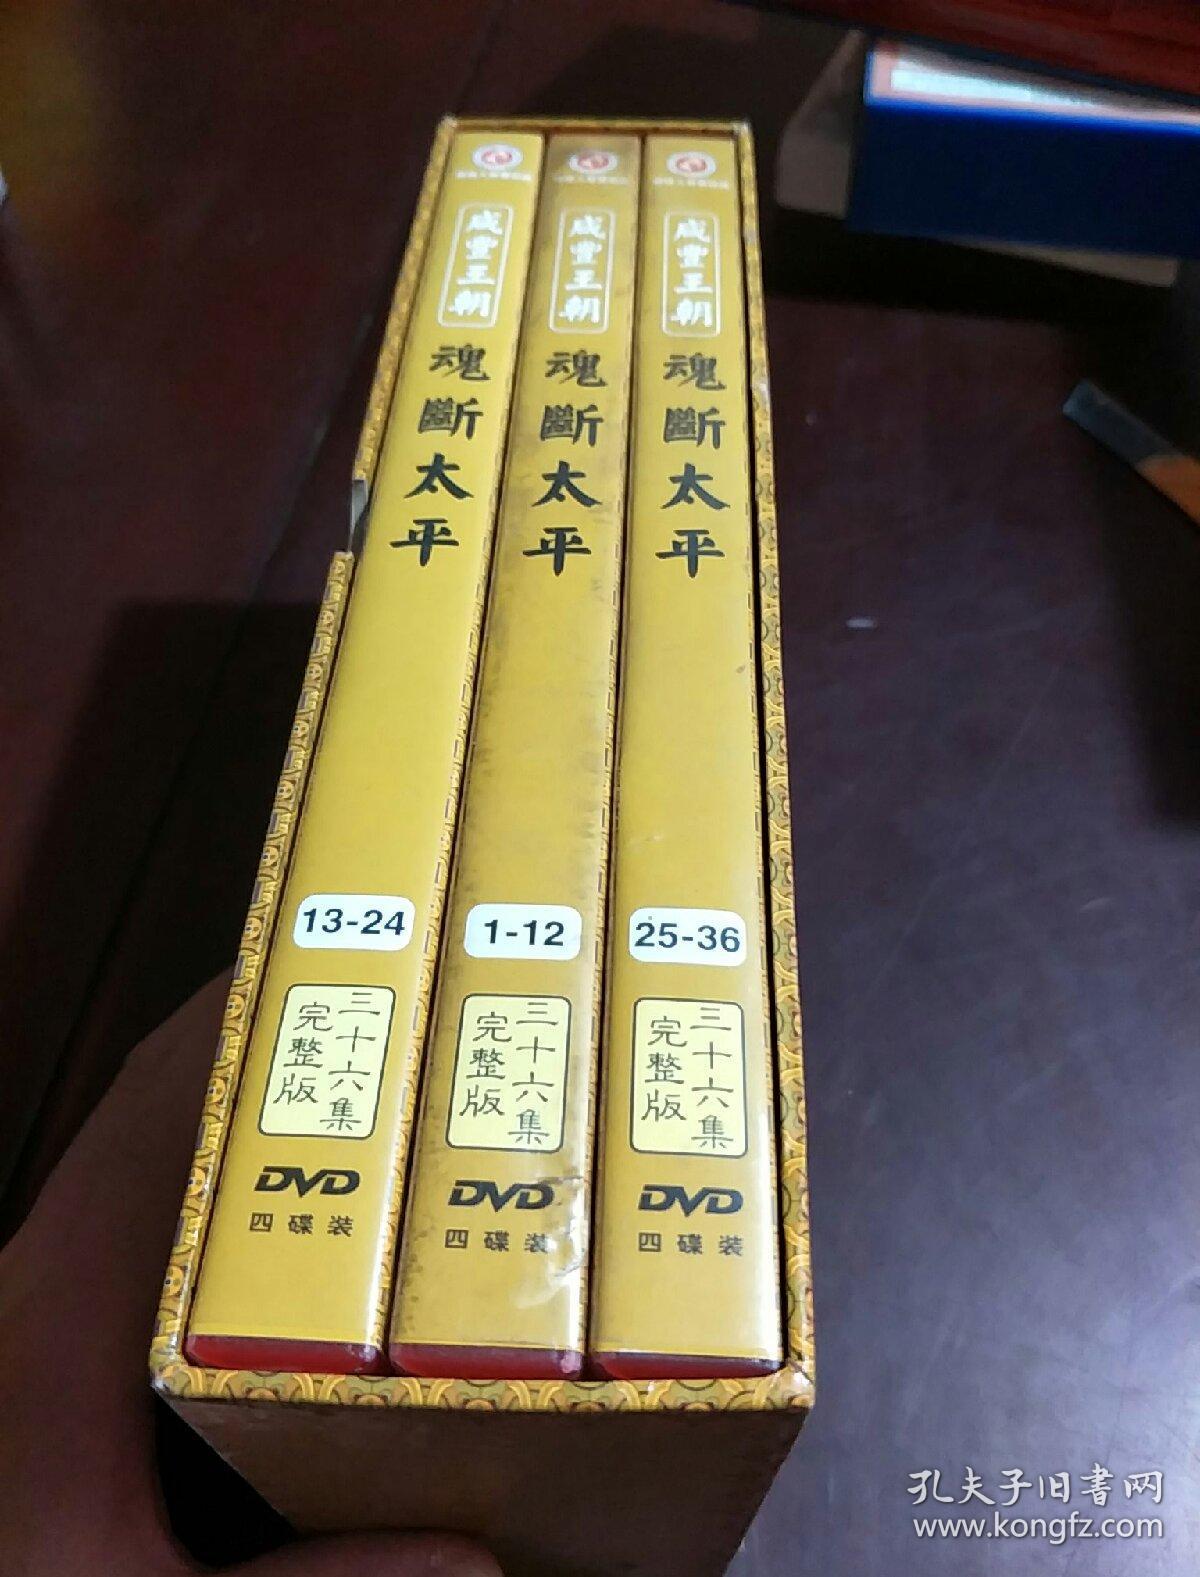 咸豐王朝
魂斷太平
13-24
三十六集
完整版
DVD
四碟装
咸豐王朝
魂斷太平
1-12
三十六集
完整版
DVD
四碟装
咸豐王朝
魂斷太平
25-36
三十六集
完整版
DVD
四碟装
孔夫子旧书网
www.kongfz.com